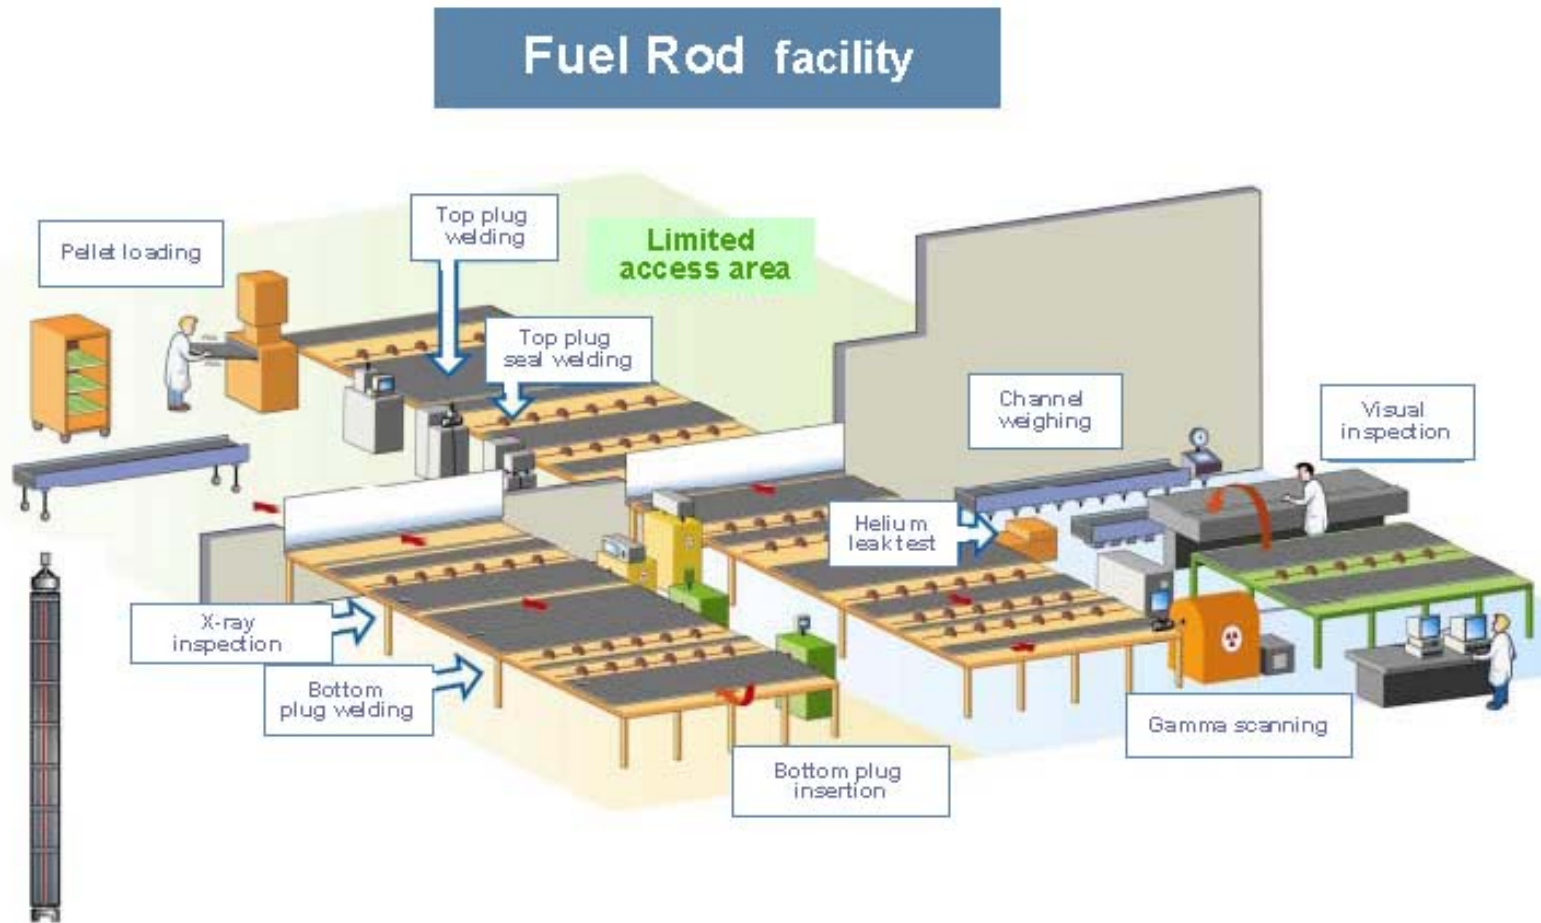 Fuel Rod facility
Pellet loading
Top plug
welding
Limited
access area
Top plug
seal welding
Channel
weighing
Visual
inspection
Helium
leak test
X-ray
inspection
Bottom
plug welding
Gamma scanning
Bottom plug
insertion